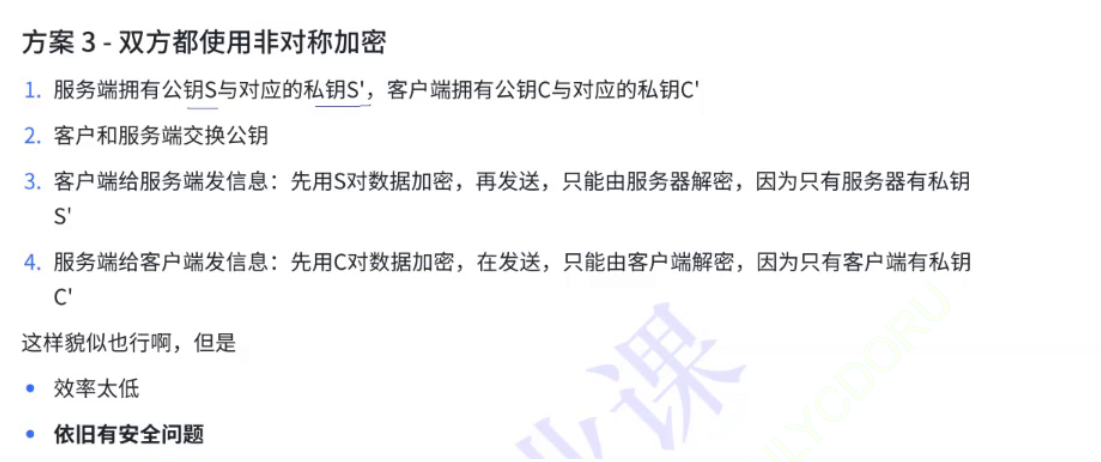 方案 3 - 双方都使用非对称加密
1. 服务端拥有公钥S与对应的私钥S'，客户端拥有公钥C与对应的私钥C'
2. 客户和服务端交换公钥
3. 客户端给服务端发信息：先用S对数据加密，再发送，只能由服务器解密，因为只有服务器有私钥
S'
4. 服务端给客户端发信息：先用C对数据加密，在发送，只能由客户端解密，因为只有客户端有私钥
C'
这样貌似也行啊，但是
• 效率太低
• 依旧有安全问题
业课